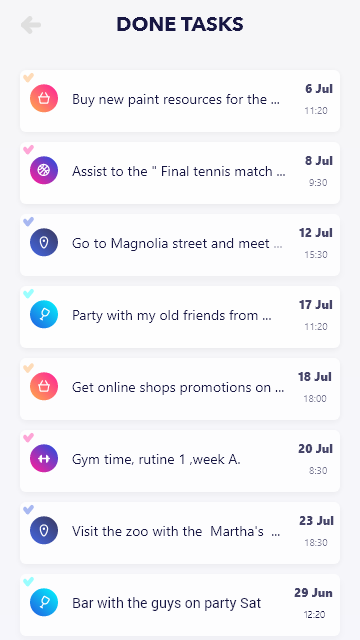 DONE TASKS
Buy new paint resources for the ...
6 Jul
11:20
Assist to the " Final tennis match ...
8 Jul
9:30
Go to Magnolia street and meet ...
12 Jul
15:30
Party with my old friends from ...
17 Jul
11:20
Get online shops promotions on ...
18 Jul
18:00
Gym time, rutine 1 ,week A.
20 Jul
8:30
Visit the zoo with the  Martha's  ...
23 Jul
18:30
Bar with the guys on party Sat
29 Jun
12:20